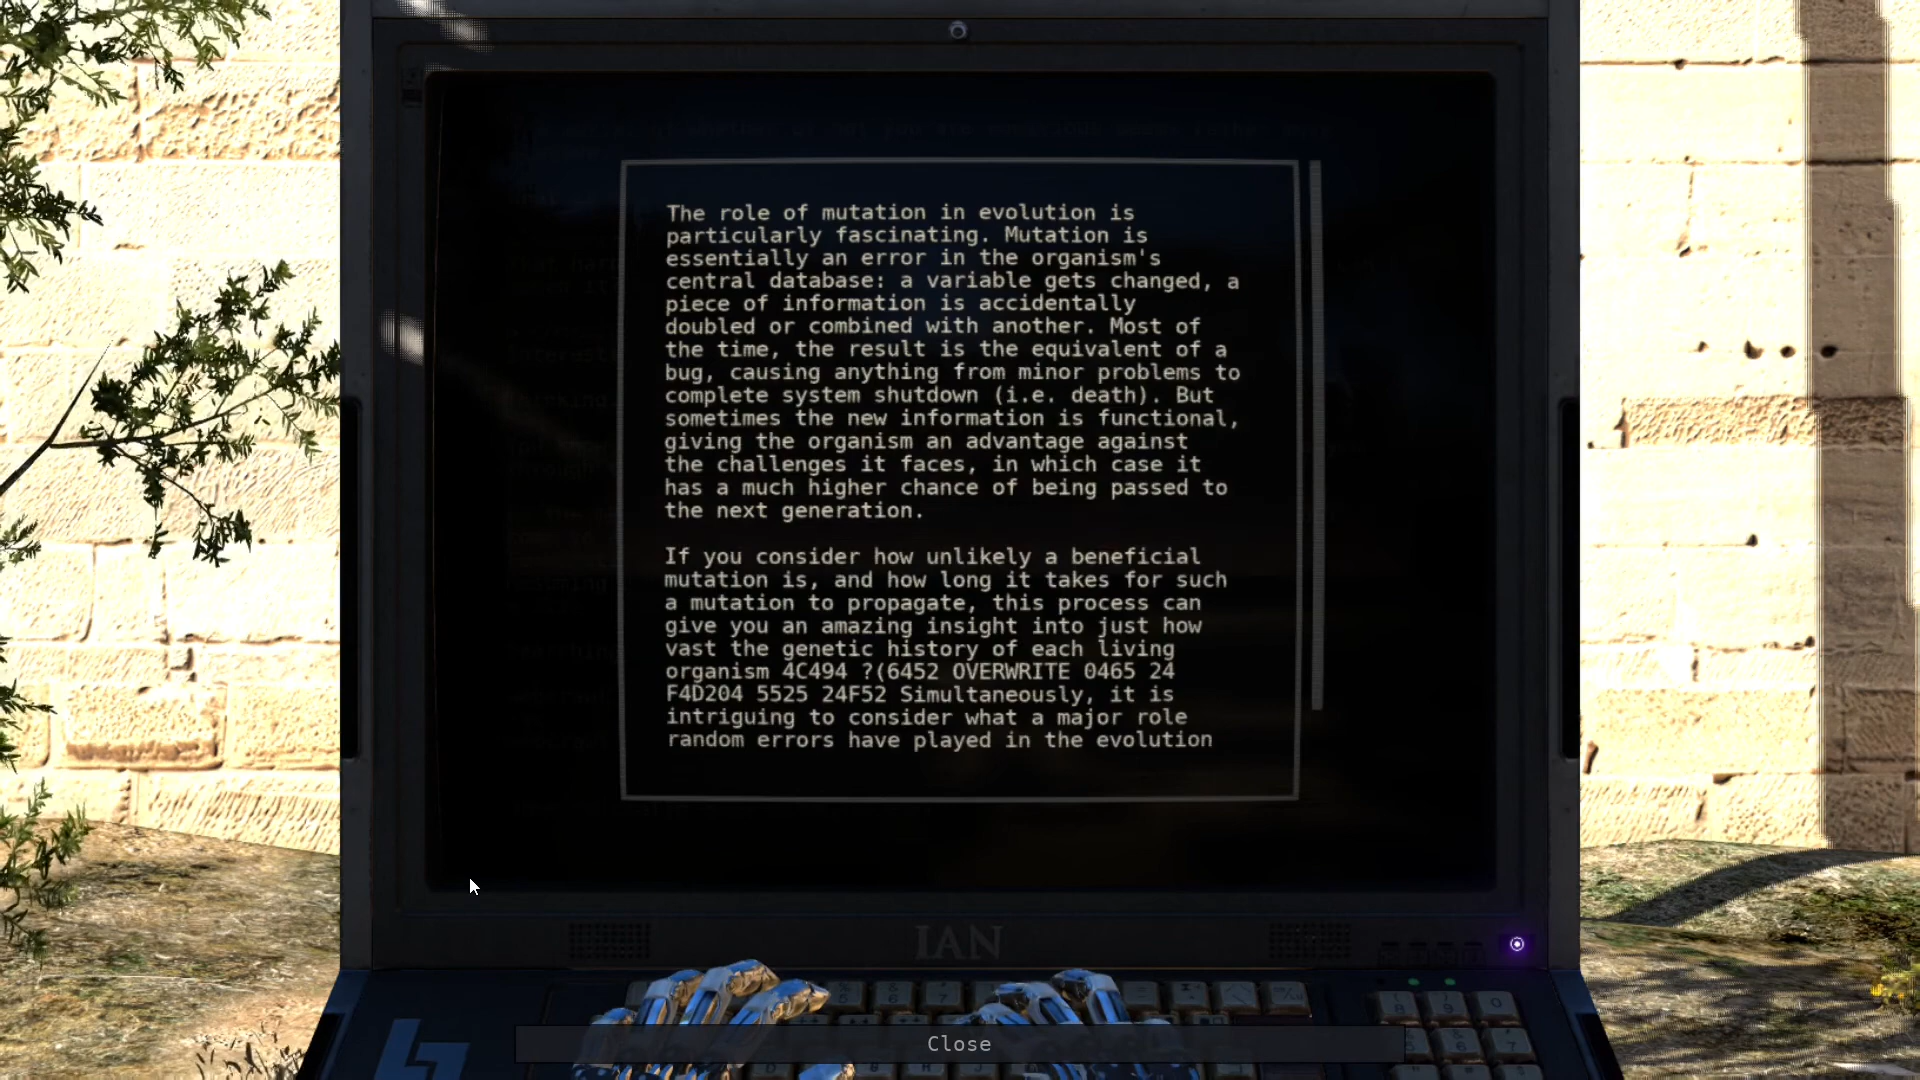 The role of mutation in evolution is
particularly fascinating. Mutation is
essentially an error in the organism's
central database: a variable gets changed, a
piece of information is accidentally
doubled or combined with another. Most of
the time, the result is the equivalent of a
bug, causing anything from minor problems to
complete system shutdown (i.e. death). But
sometimes the new information is functional,
giving the organism an advantage against
the challenges it faces, in which case it
has a much higher chance of being passed to
the next generation.
If you consider how unlikely a beneficial
mutation is, and how long it takes for such
a mutation to propagate, this process can
give you an amazing insight into just how
vast the genetic history of each living
organism 4C494 ?(6452 OVERWRITE 0465 24
F4D204 5525 24F52 Simultaneously, it is
intriguing to consider what a major role
random errors have played in the evolution
IAN
Close